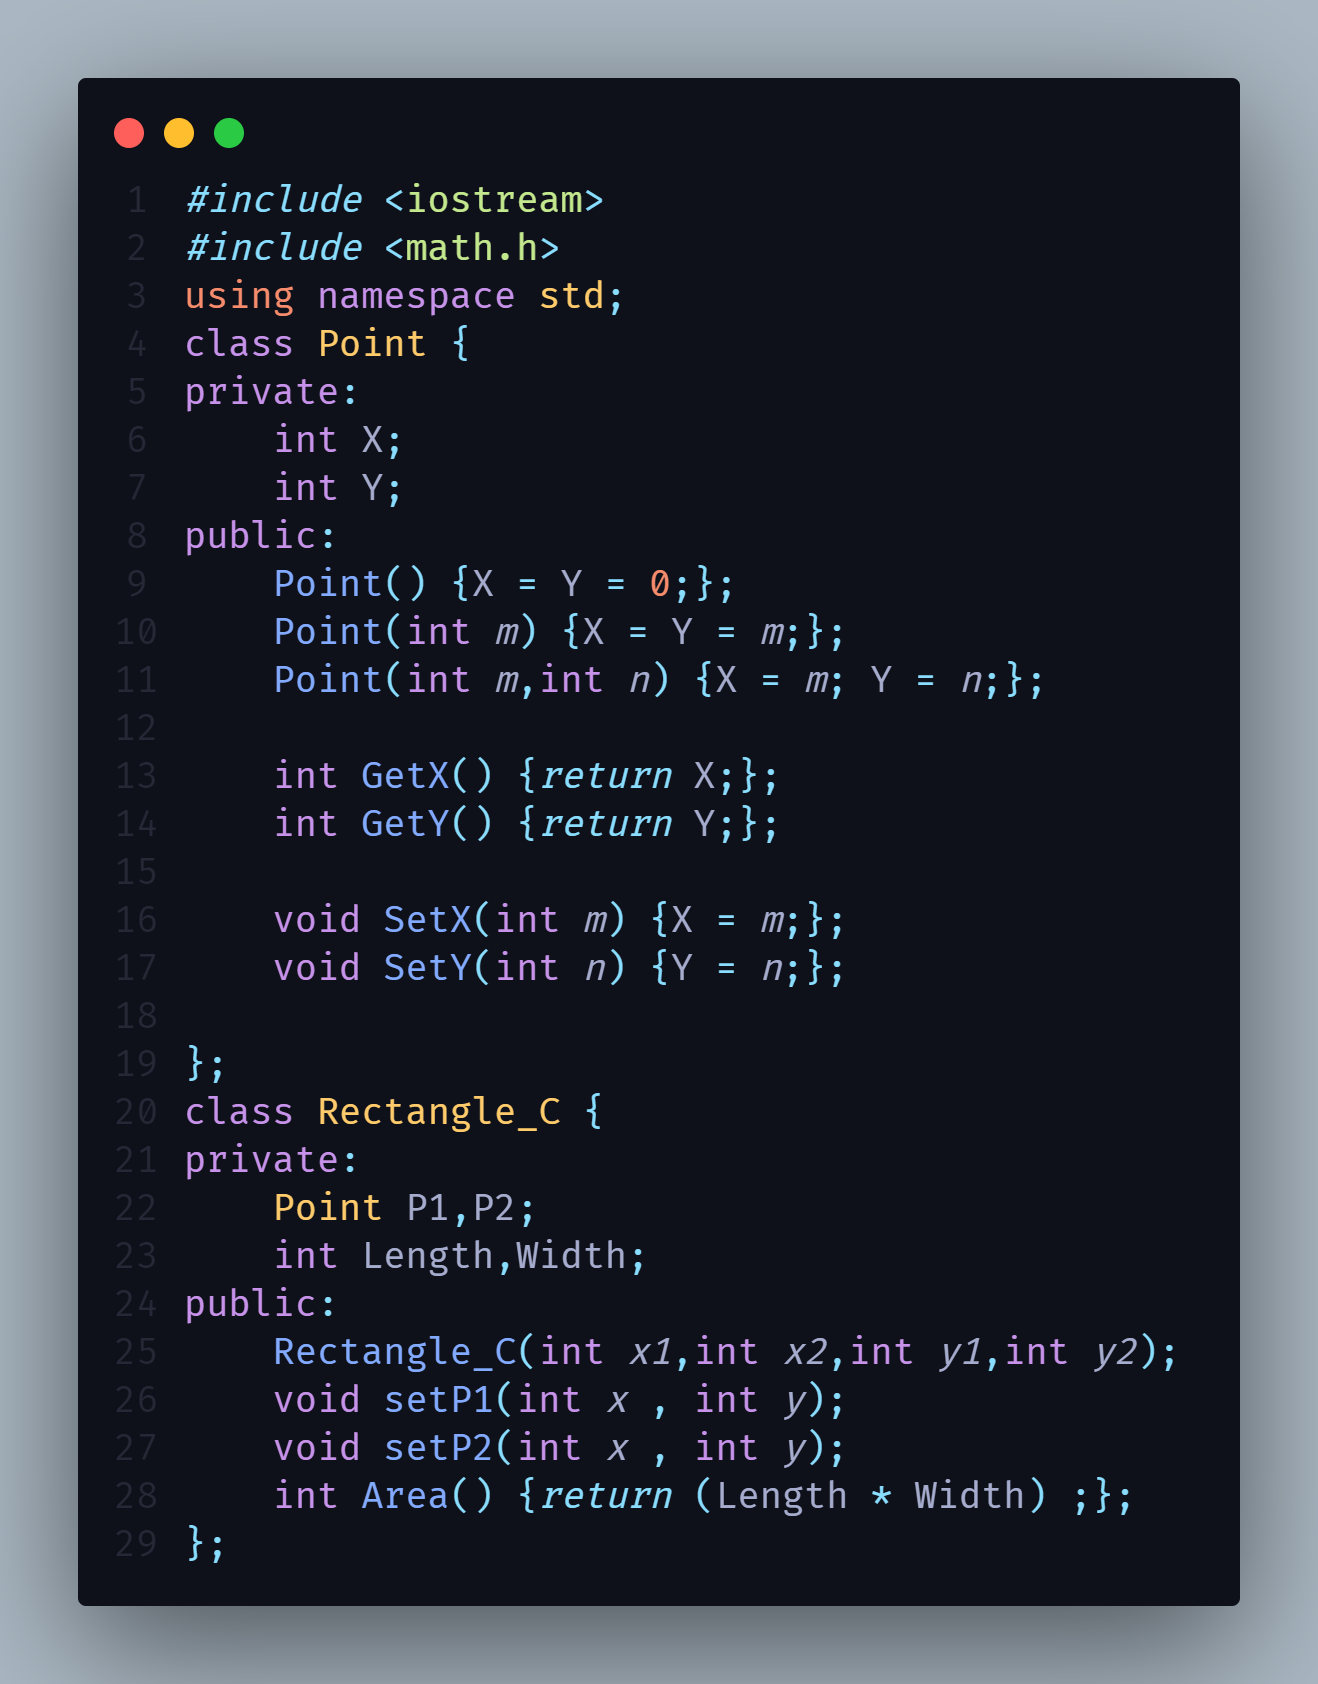 1 #include <iostream>
2 #include <math.h>
3 using namespace std;
4 class Point {
5 private:
6     int X;
7     int Y;
8 public:
9     Point() {X = Y = 0;};
10     Point(int m) {X = Y = m;};
11     Point(int m,int n) {X = m; Y = n;};
12
13     int GetX() {return X;};
14     int GetY() {return Y;};
15
16     void SetX(int m) {X = m;};
17     void SetY(int n) {Y = n;};
18
19 };
20 class Rectangle_C {
21 private:
22     Point P1,P2;
23     int Length,Width;
24 public:
25     Rectangle_C(int x1,int x2,int y1,int y2);
26     void setP1(int x , int y);
27     void setP2(int x , int y);
28     int Area() {return (Length * Width) ;};
29 };